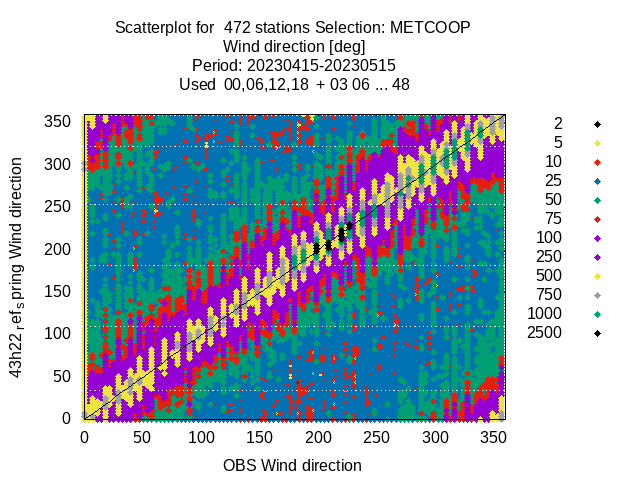 Scatterplot for 472 stations Selection: METCOOP
Wind direction [deg]
Period: 20230415-20230515
Used 00,06,12,18 + 03 06 ... 48
43h22_ref_spring Wind direction
350
300
250
200
150
100
50
0
0 50 100 150 200 250 300 350
OBS Wind direction
2
5
10
25
50
75
100
250
500
750
1000
2500